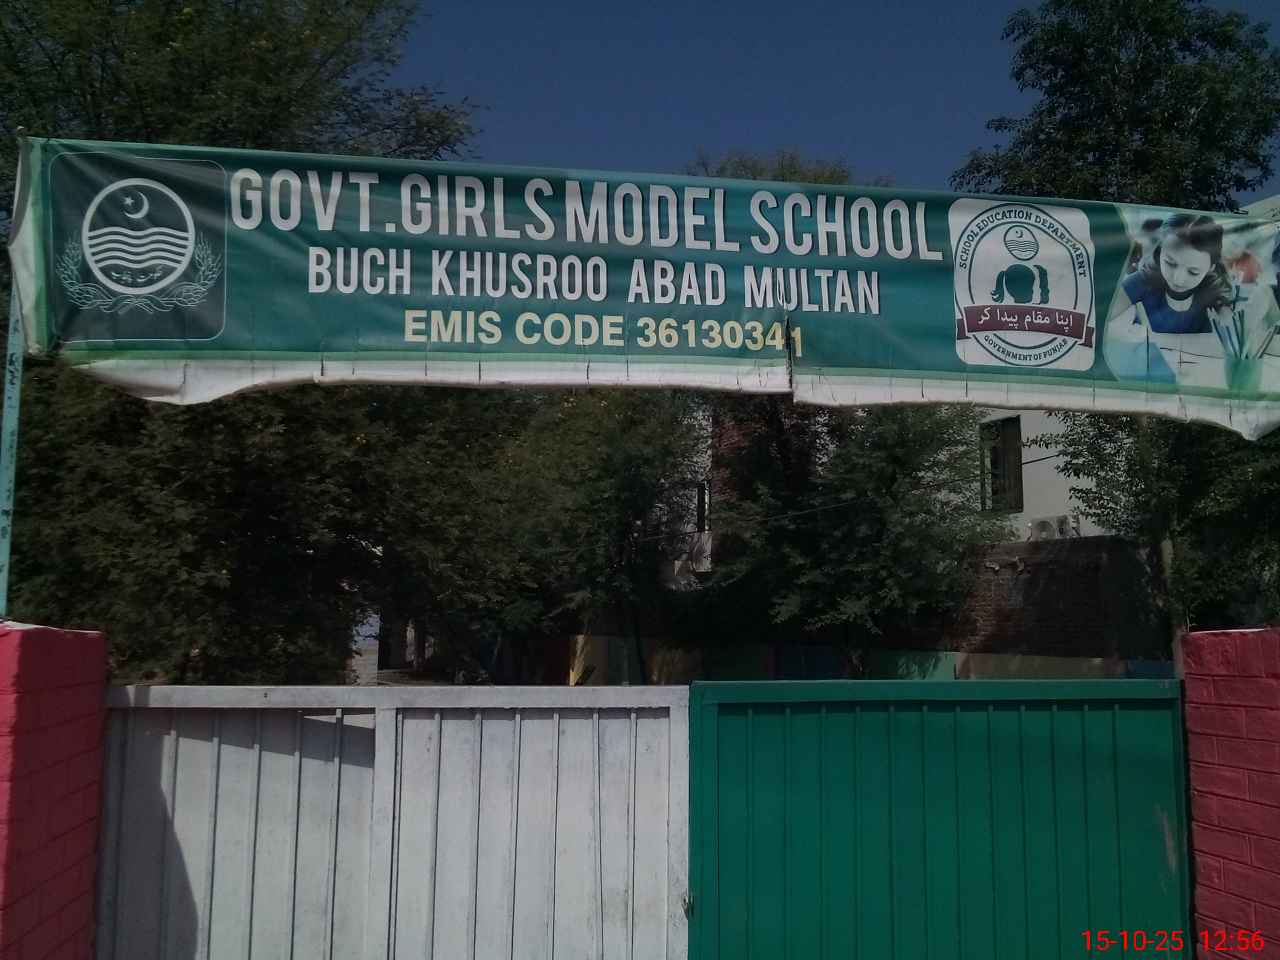 GOVT.GIRLS MODEL SCHOOL
BUCH KHUSROO ABAD MULTAN
EMIS CODE 36130341
SCHOOL EDUCATION DEPARTMENT
اپنا مقام پیدا کر
GOVERNMENT OF PUNJAB
15-10-25 12:56